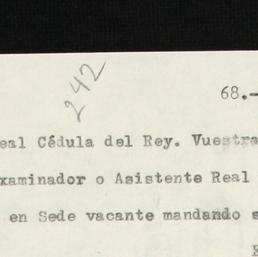 242
68.-
eal Cédula del Rey. Vuestra
xaminador o Asistente Real
en Sede vacante mandando s